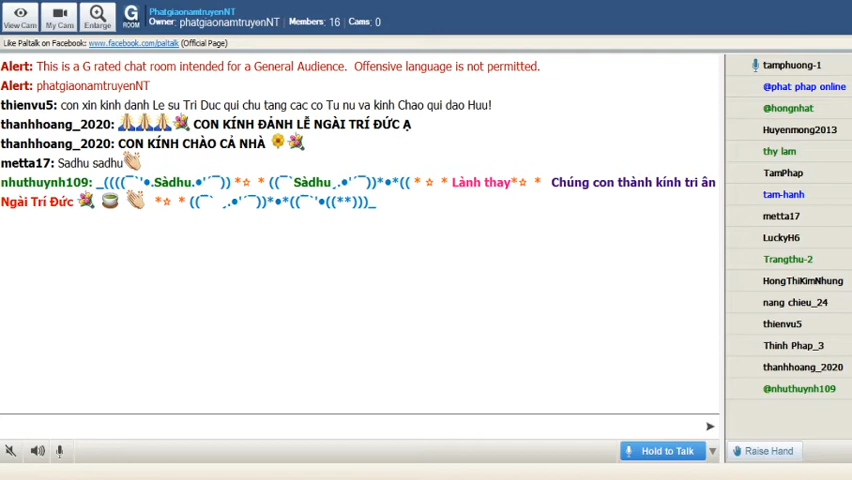 PhatgiaonamtruyenNT
Owner: phatgiaonamtruyenNT Members: 16 Cams: 0
View Cam My Cam Enlarge G ROOM
Like Paltalk on Facebook: www.facebook.com/paltalk (Official Page)
Alert: This is a G rated chat room intended for a General Audience. Offensive language is not permitted.
Alert: phatgiaonamtruyenNT
thienvu5: con xin kinh danh Le su Tri Duc qui chu tang cac co Tu nu va kinh Chao qui dao Huu!
thanhhoang_2020: CON KÍNH ĐẢNH LỄ NGÀI TRÍ ĐỨC Ạ
thanhhoang_2020: CON KÍNH CHÀO CẢ NHÀ
metta17: Sadhu sadhu
nhuthuynh109: _((((¯`'•.Sàdhu.•'´¯)) *☆ * ((¯`Sàdhu¸.•'´¯))*•*(( * ☆ * Lành thay*☆ * Chúng con thành kính tri ân
Ngài Trí Đức *☆ * ((¯` ¸.•'´¯))*•*((¯`'•((**)))_
Hold to Talk
tamphuong-1
@phat phap online
@hongnhat
Huyenmong2013
thy lam
TamPhap
tam-hanh
metta17
LuckyH6
Trangthu-2
HongThiKimNhung
nang chieu_24
thienvu5
Thinh Phap_3
thanhhoang_2020
@nhuthuynh109
Raise Hand